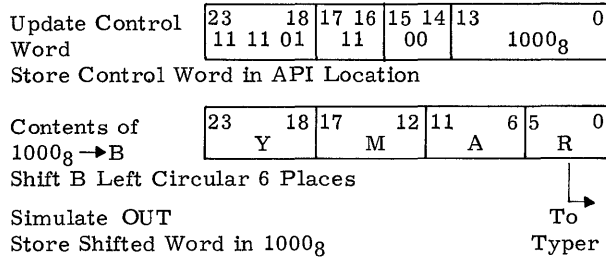 Update Control Word
23 18 17 16 15 14 13 0
11 11 01 11 00 1000₈
Store Control Word in API Location
Contents of 1000₈ → B
23 18 17 12 11 6 5 0
Y M A R
Shift B Left Circular 6 Places
Simulate OUT
Store Shifted Word in 1000₈
To Typer